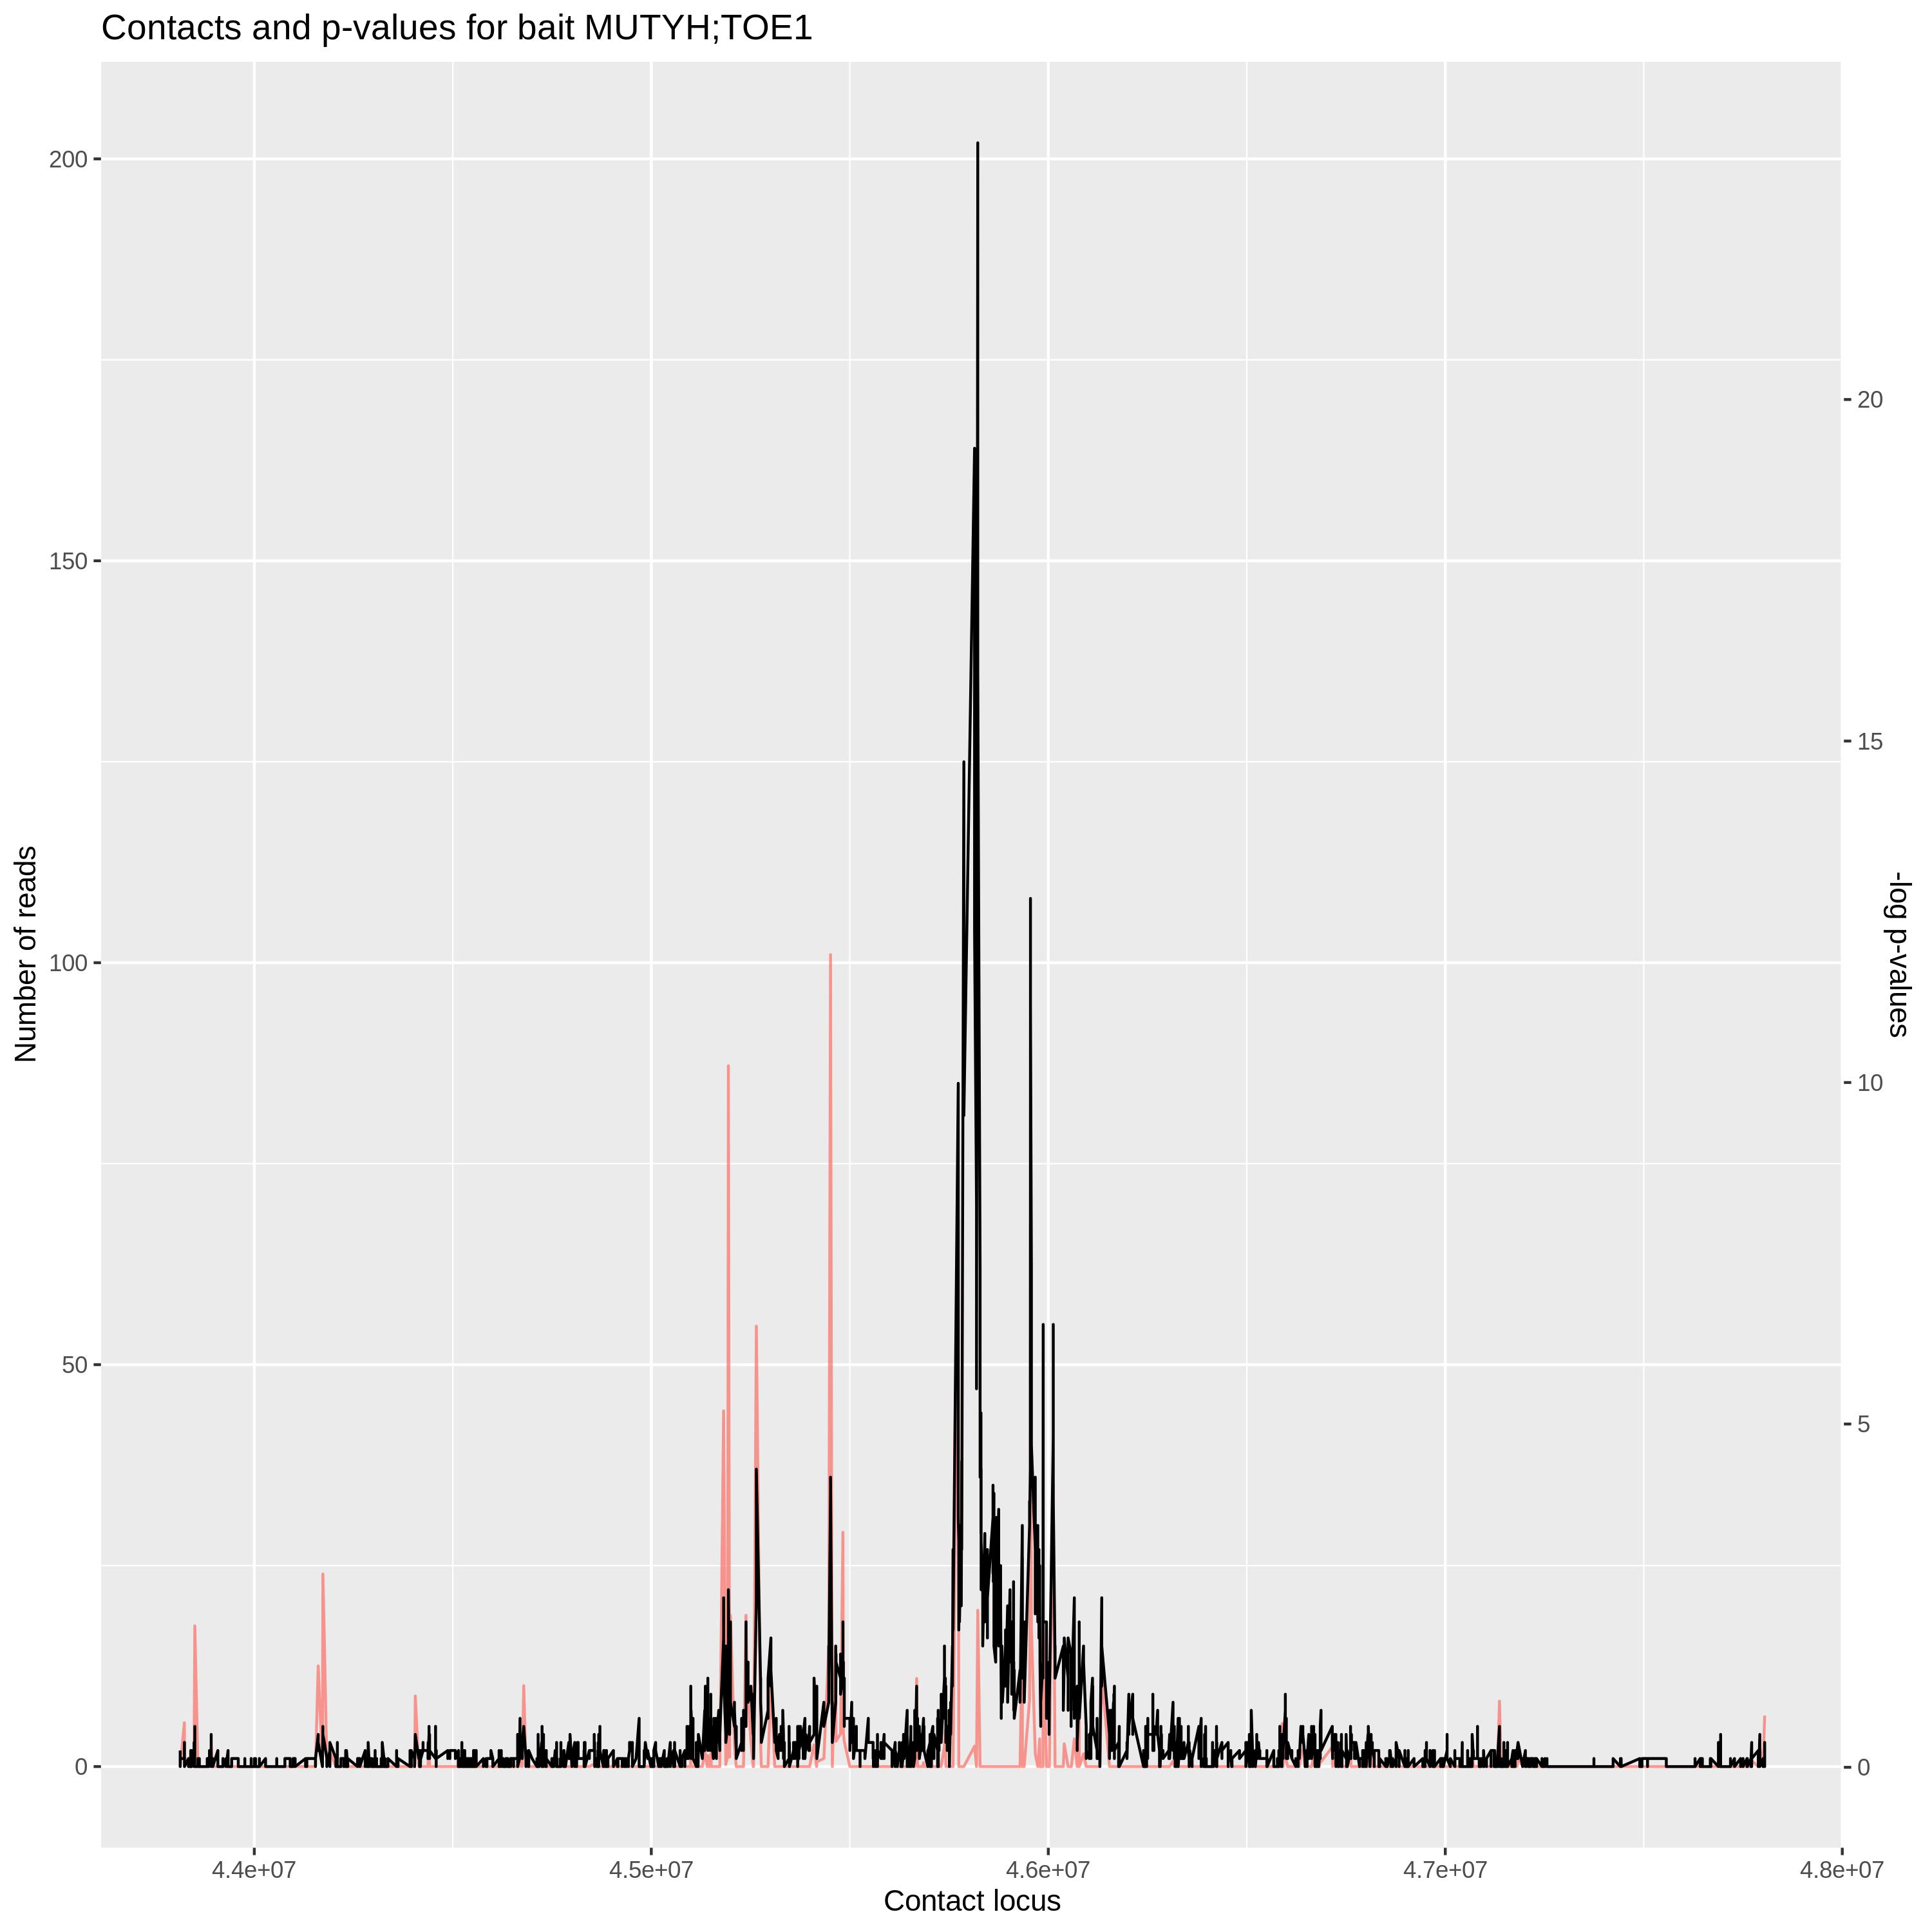 Contacts and p-values for bait MUTYH;TOE1
Number of reads
200
150
100
50
0
20
15
10
5
0
-log p-values
4.4e+07
4.5e+07
4.6e+07
4.7e+07
4.8e+07
Contact locus